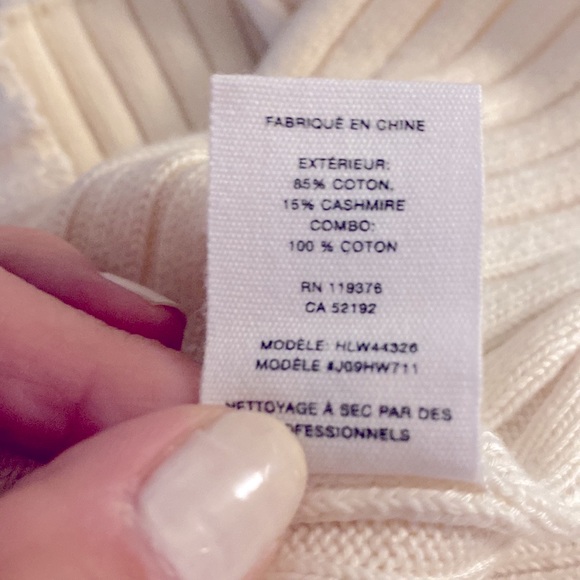 FABRIQUÉ EN CHINE
EXTÉRIEUR:
85% COTON,
15% CASHMIRE
COMBO:
100 % COTON
RN 119376
CA 52192
MODÈLE: HLW44326
MODÈLE #J09HW711
NETTOYAGE À SEC PAR DES
OFESSIONNELS